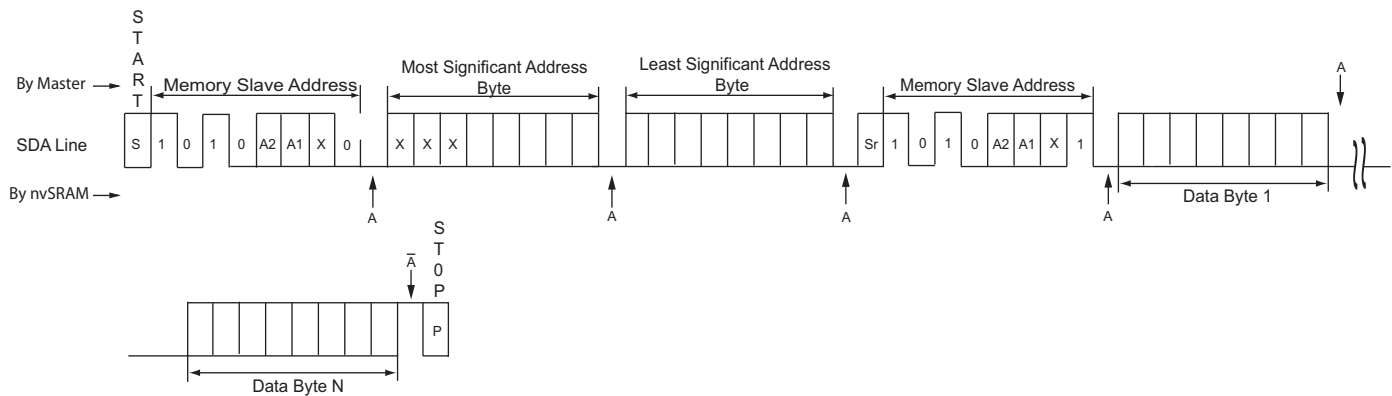 S
T
A
R
T
By Master
Memory Slave Address
Most Significant Address
Byte
Least Significant Address
Byte
Memory Slave Address
A
SDA Line
S 1 0 1 0 A2 A1 X 0
X X X
Sr 1 0 1 0 A2 A1 X 1
By nvSRAM
A
A
A
A
Data Byte 1
S
T
0
P
A̅
P
Data Byte N